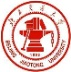 北京交通大学
BEIJING JIAOTONG UNIVERSITY